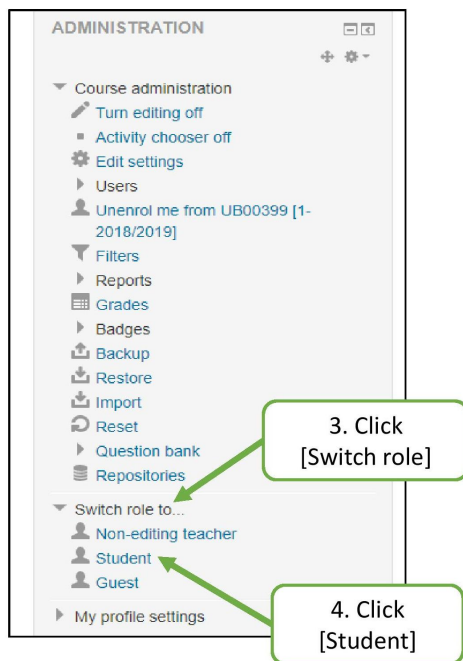 ADMINISTRATION
Course administration
Turn editing off
Activity chooser off
Edit settings
Users
Unenrol me from UB00399 [1-
2018/2019]
Filters
Reports
Grades
Badges
Backup
Restore
Import
Reset
Question bank
Repositories
3. Click
[Switch role]
Switch role to...
Non-editing teacher
Student
Guest
My profile settings
4. Click
[Student]